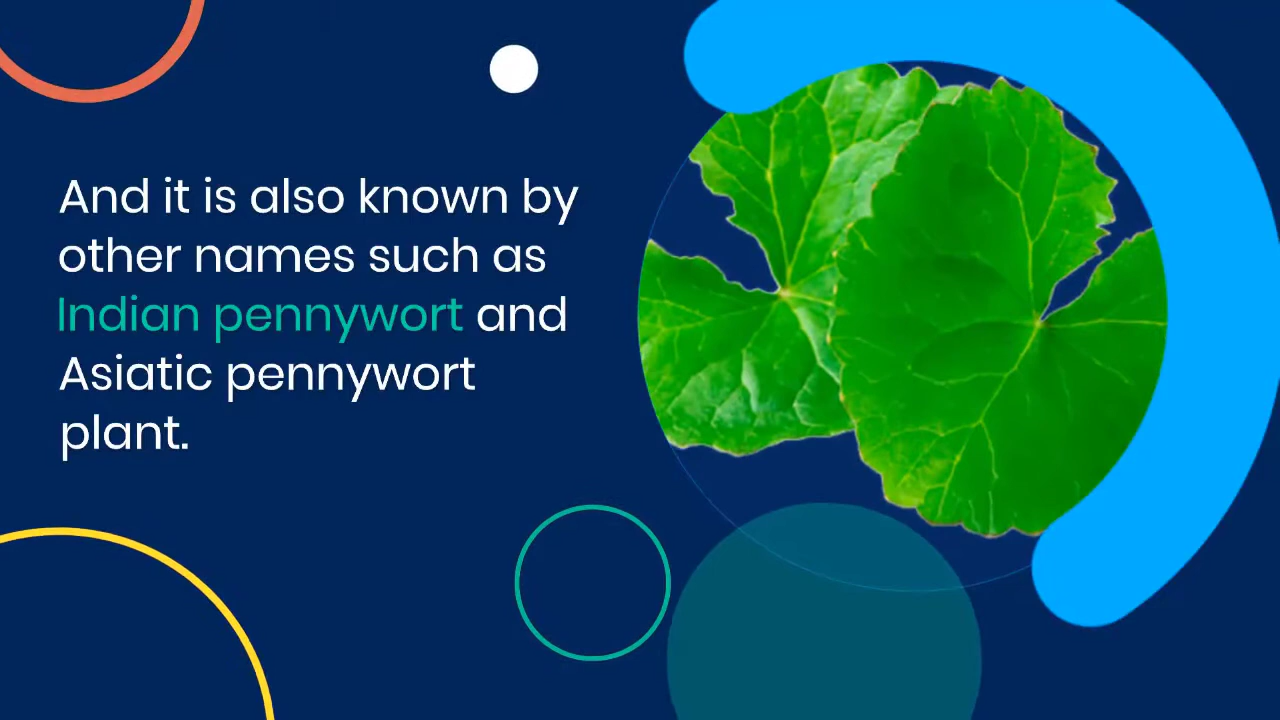 And it is also known by
other names such as
Indian pennywort and
Asiatic pennywort
plant.